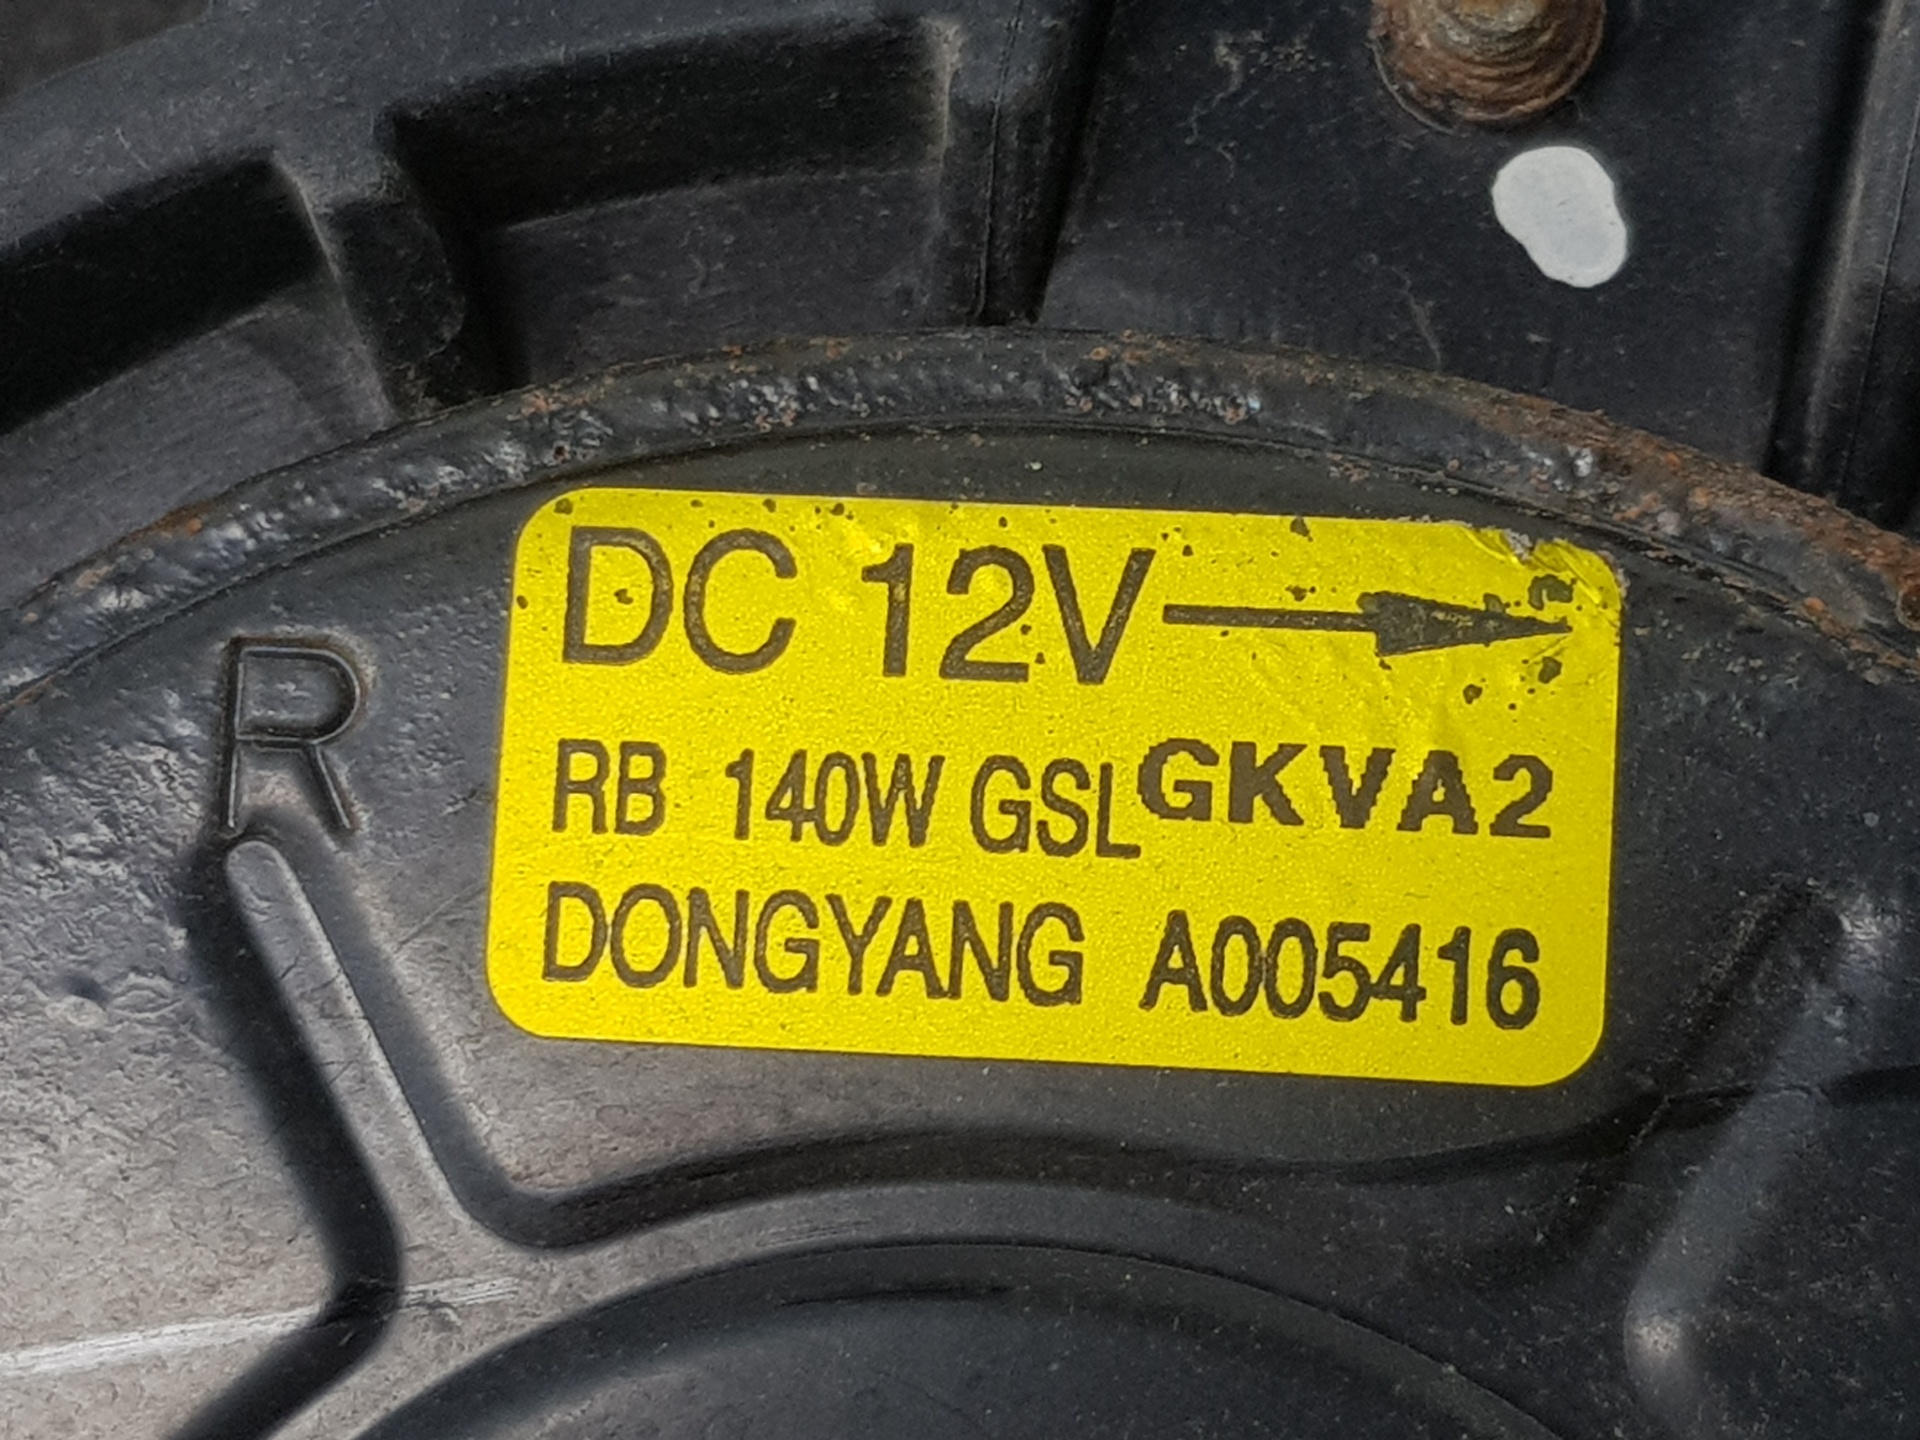 DC 12V
R
RB 140W GSL GKVA2
DONGYANG A005416